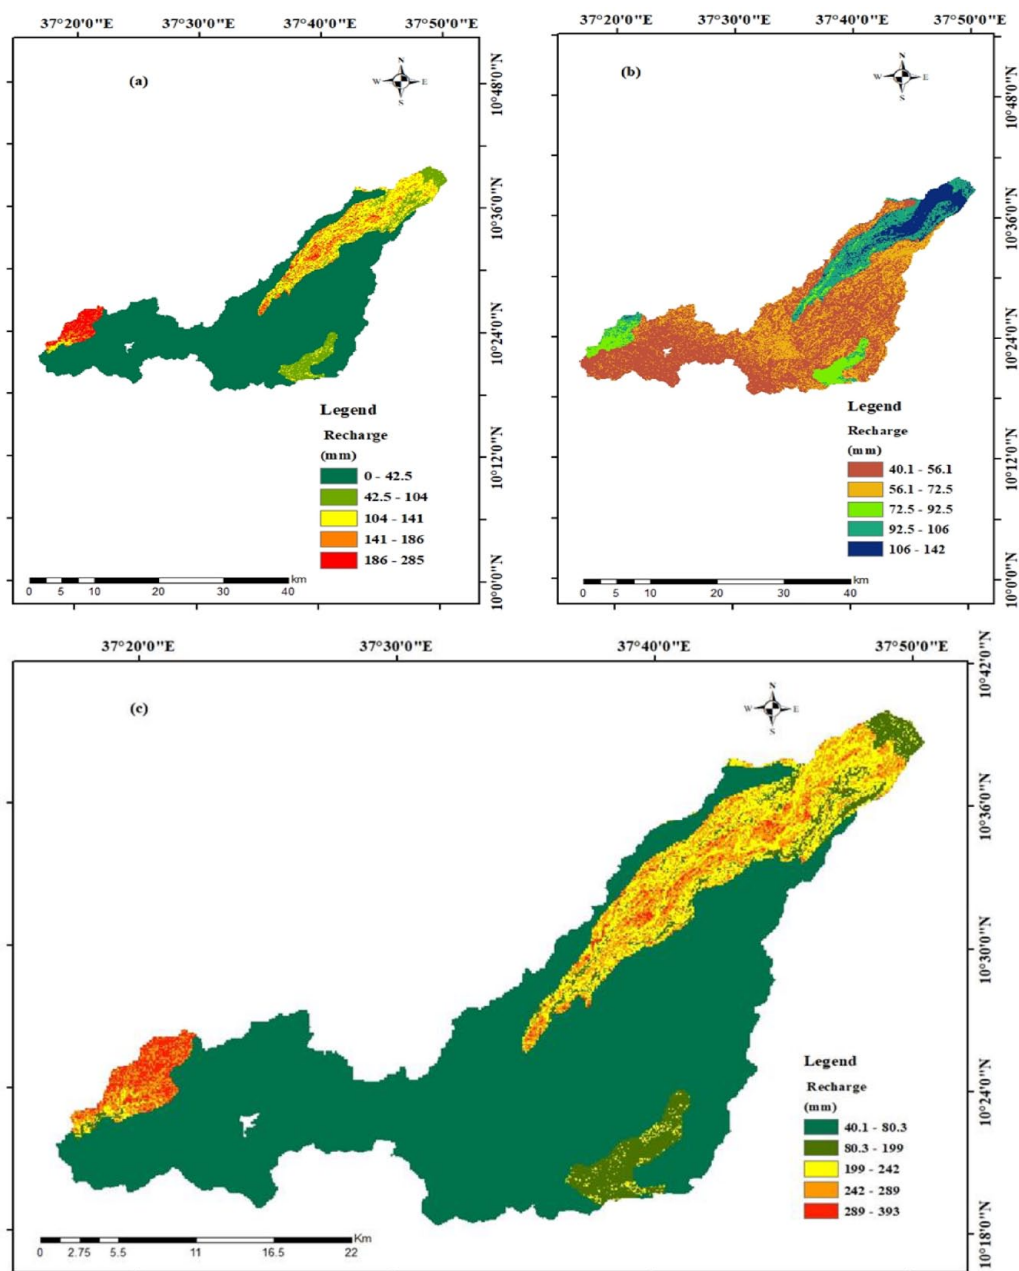 37°20'0"E 37°30'0"E 37°40'0"E 37°50'0"E
(a)
N
W E
S
10°48'0"N
10°36'0"N
10°24'0"N
10°12'0"N
10°0'0"N
Legend
Recharge
(mm)
0 - 42.5
42.5 - 104
104 - 141
141 - 186
186 - 285
km
0 5 10 20 30 40
37°20'0"E 37°30'0"E 37°40'0"E 37°50'0"E
(b)
N
W E
S
10°48'0"N
10°36'0"N
10°24'0"N
10°12'0"N
10°0'0"N
Legend
Recharge
(mm)
40.1 - 56.1
56.1 - 72.5
72.5 - 92.5
92.5 - 106
106 - 142
km
0 5 10 20 30 40
37°20'0"E 37°30'0"E 37°40'0"E 37°50'0"E
(c)
N
W E
S
10°42'0"N
10°36'0"N
10°30'0"N
10°24'0"N
10°18'0"N
Legend
Recharge
(mm)
40.1 - 80.3
80.3 - 199
199 - 242
242 - 289
289 - 393
Km
0 2.75 5.5 11 16.5 22